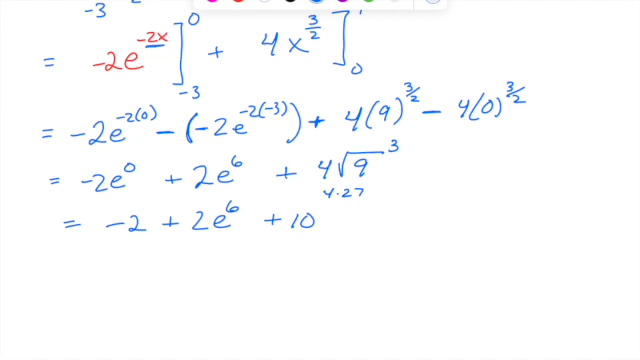 -3
= -2e^{-2x} ]_{-3}^{0} + 4x^{3/2} ]_{0}
= -2e^{-2(0)} - (-2e^{-2(-3)}) + 4(9)^{3/2} - 4(0)^{3/2}
= -2e^0 + 2e^6 + 4√9^3
4·27
= -2 + 2e^6 + 10